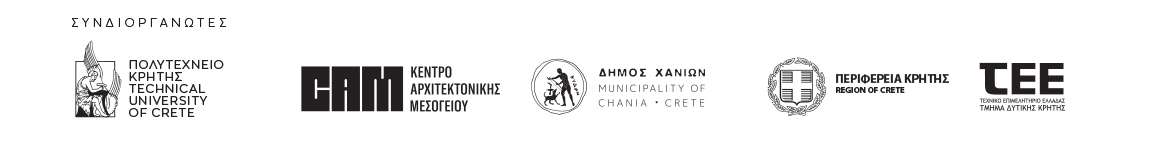 ΣΥΝΔΙΟΡΓΑΝΩΤΕΣ
ΠΟΛΥΤΕΧΝΕΙΟ
ΚΡΗΤΗΣ
TECHNICAL
UNIVERSITY
OF CRETE
CAM
ΚΕΝΤΡΟ
ΑΡΧΙΤΕΚΤΟΝΙΚΗΣ
ΜΕΣΟΓΕΙΟΥ
ΔΗΜΟΣ ΧΑΝΙΩΝ
MUNICIPALITY OF
CHANIA • CRETE
ΠΕΡΙΦΕΡΕΙΑ ΚΡΗΤΗΣ
REGION OF CRETE
TEE
ΤΕΧΝΙΚΟ ΕΠΙΜΕΛΗΤΗΡΙΟ ΕΛΛΑΔΑΣ
ΤΜΗΜΑ ΔΥΤΙΚΗΣ ΚΡΗΤΗΣ